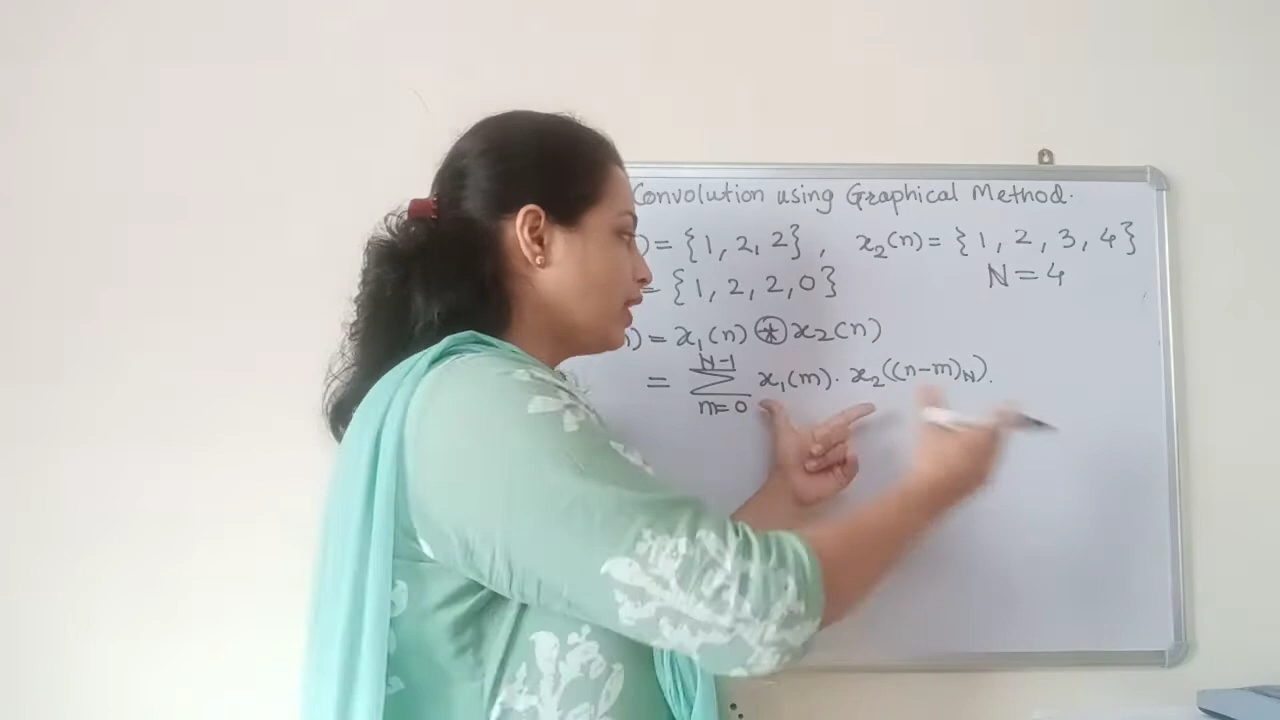 Convolution using Graphical Method.
) = {1, 2, 2} , x₂(n) = {1, 2, 3, 4}
= {1, 2, 2, 0} N = 4
n) = x₁(n) ⊛ x₂(n)
= ∑_{m=0}^{N-1} x₁(m) . x₂((n-m)_N).